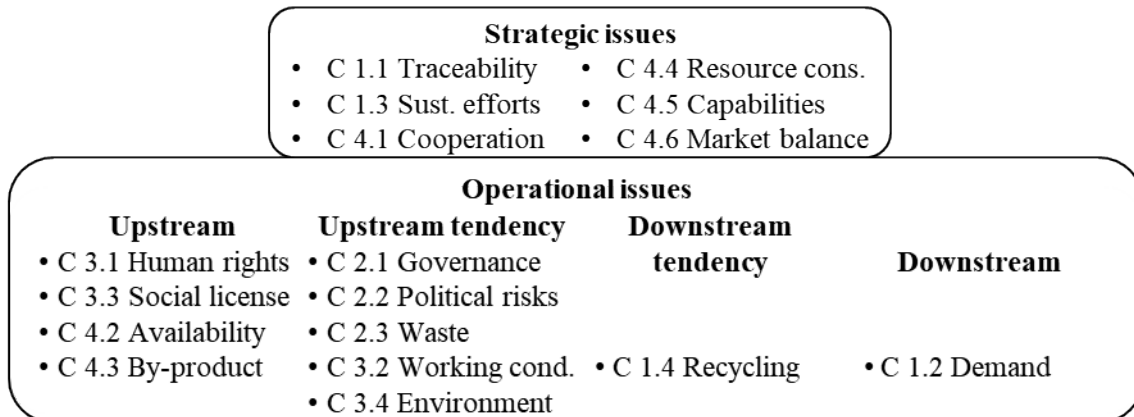 Strategic issues
• C 1.1 Traceability
• C 1.3 Sust. efforts
• C 4.1 Cooperation
• C 4.4 Resource cons.
• C 4.5 Capabilities
• C 4.6 Market balance
Operational issues
Upstream
• C 3.1 Human rights
• C 3.3 Social license
• C 4.2 Availability
• C 4.3 By-product
Upstream tendency
• C 2.1 Governance
• C 2.2 Political risks
• C 2.3 Waste
• C 3.2 Working cond.
• C 3.4 Environment
Downstream
tendency
• C 1.4 Recycling
Downstream
• C 1.2 Demand